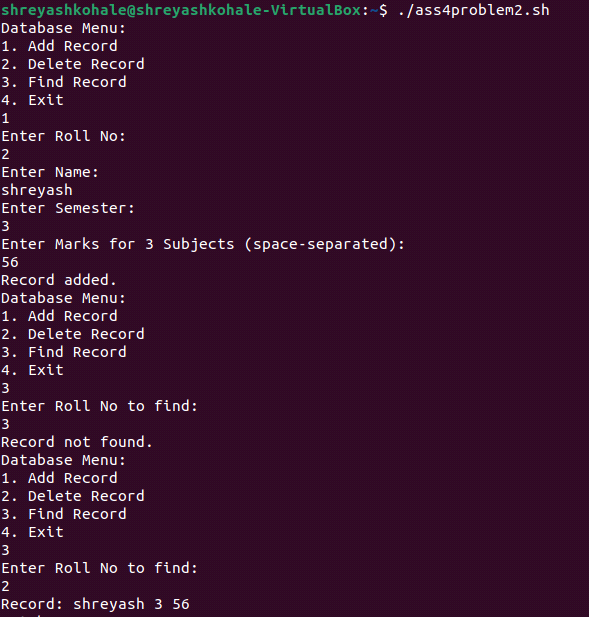 shreyashkohale@shreyashkohale-VirtualBox:~$ ./ass4problem2.sh
Database Menu:
1. Add Record
2. Delete Record
3. Find Record
4. Exit
1
Enter Roll No:
2
Enter Name:
shreyash
Enter Semester:
3
Enter Marks for 3 Subjects (space-separated):
56
Record added.
Database Menu:
1. Add Record
2. Delete Record
3. Find Record
4. Exit
3
Enter Roll No to find:
3
Record not found.
Database Menu:
1. Add Record
2. Delete Record
3. Find Record
4. Exit
3
Enter Roll No to find:
2
Record: shreyash 3 56